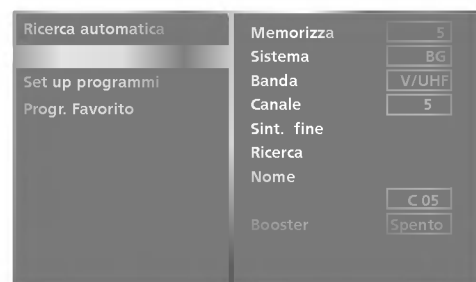 Ricerca automatica
Set up programmi
Progr. Favorito
Memorizza 5
Sistema BG
Banda V/UHF
Canale 5
Sint. fine
Ricerca
Nome
C 05
Booster Spento